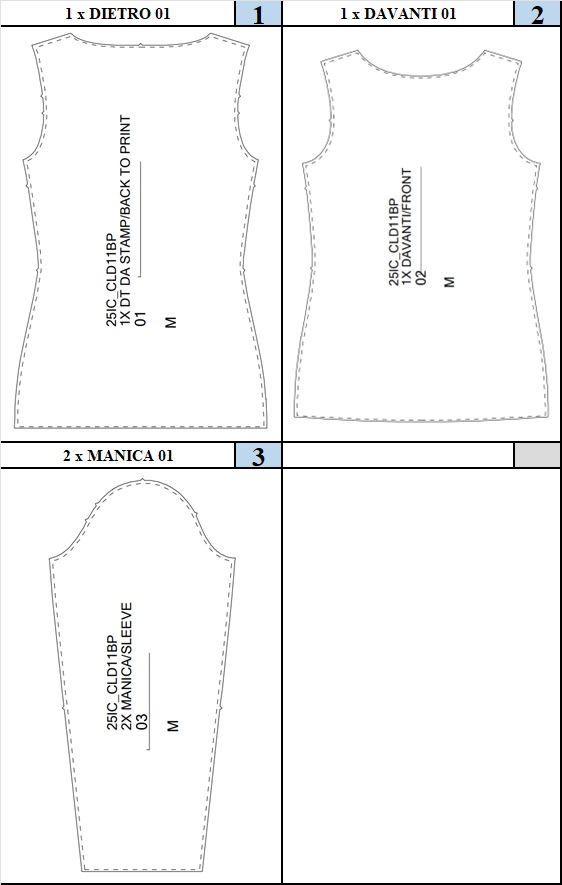 1 x DIETRO 01
1
25IC_CLD11BP
1X DT DA STAMP/BACK TO PRINT
01
M
1 x DAVANTI 01
2
25IC_CLD11BP
1X DAVANTI/FRONT
02
M
2 x MANICA 01
3
25IC_CLD11BP
2X MANICA/SLEEVE
03
M